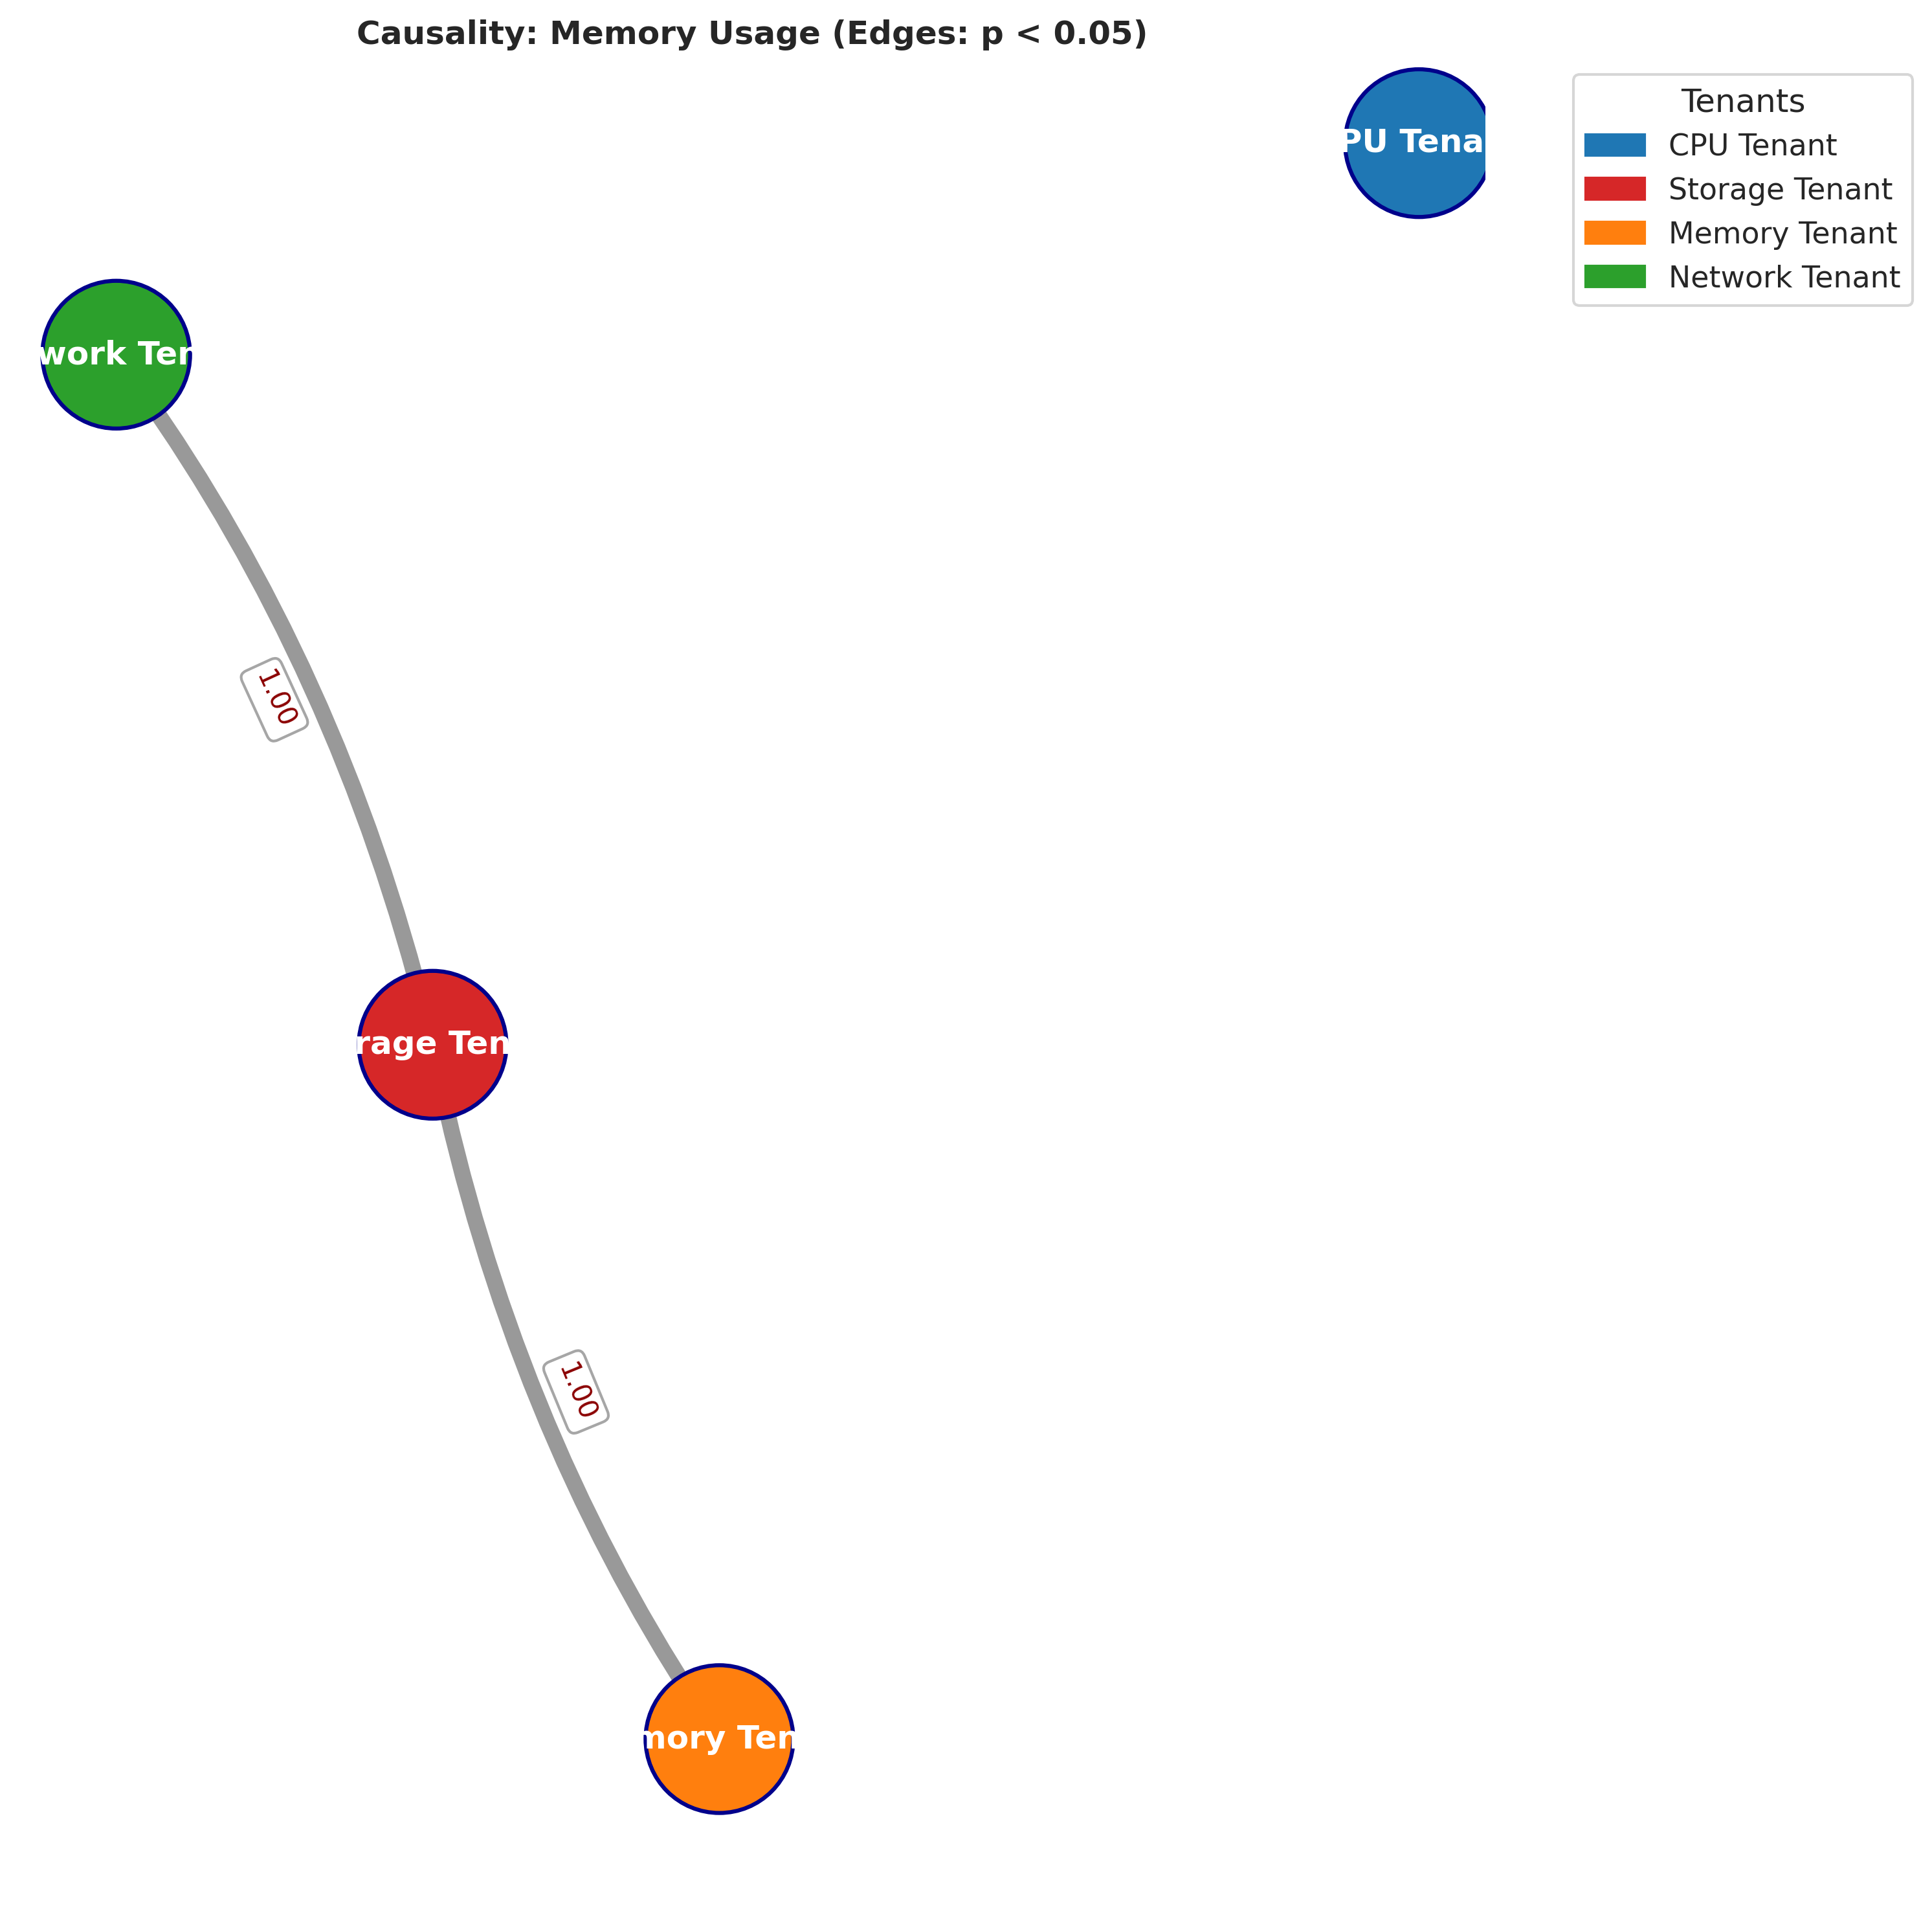 Causality: Memory Usage (Edges: p < 0.05)
PU Tena
Tenants
CPU Tenant
Storage Tenant
Memory Tenant
Network Tenant
work Ten
1.00
rage Ten
1.00
mory Ten